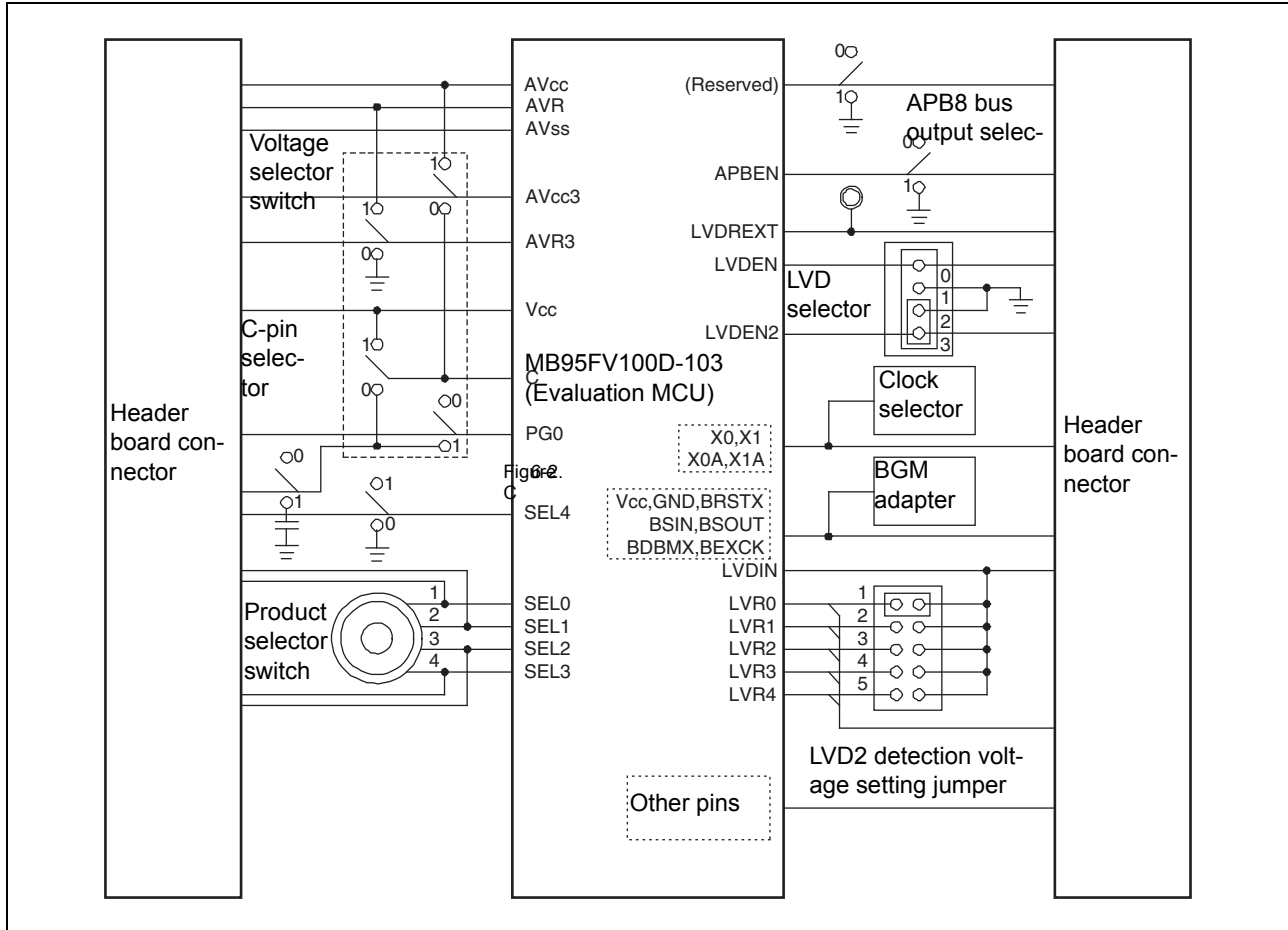 Header
board con-
nector
Voltage
selector
switch
1
0
1
0
C-pin
selec-
tor
1
0
0
1
0
1
1
0
Product
selector
switch
1
2
3
4
AVcc
AVR
AVss
AVcc3
AVR3
Vcc
C
PG0
SEL4
SEL0
SEL1
SEL2
SEL3
MB95FV100D-103
(Evaluation MCU)
Figure.
6-2.
C
(Reserved)
APBEN
LVDREXT
LVDEN
LVDEN2
X0,X1
X0A,X1A
Vcc,GND,BRSTX
BSIN,BSOUT
BDBMX,BEXCK
LVDIN
LVR0
LVR1
LVR2
LVR3
LVR4
Other pins
0
1
APB8 bus
output selec-
0
1
LVD
selector
0
1
2
3
Clock
selector
BGM
adapter
1
2
3
4
5
LVD2 detection volt-
age setting jumper
Header
board con-
nector